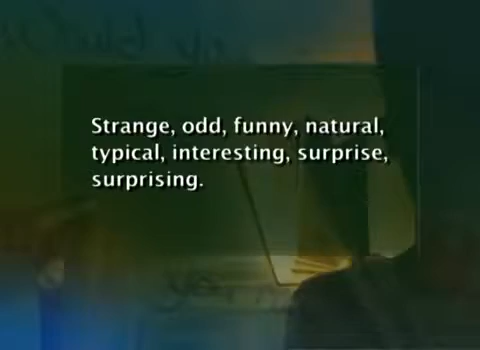 Strange, odd, funny, natural,
typical, interesting, surprise,
surprising.